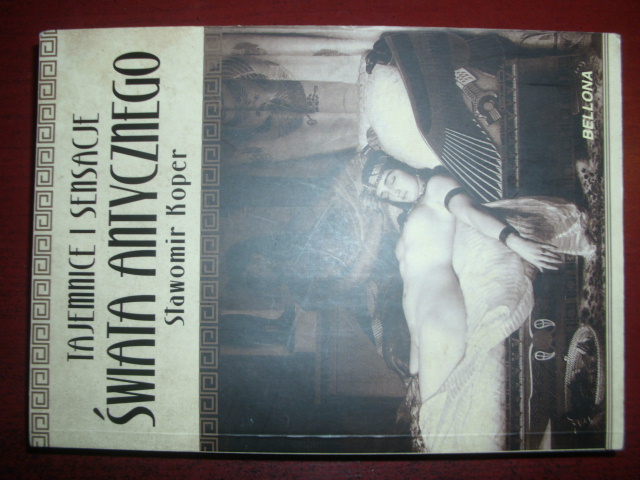 TAJEMNICE I SENSACJE
ŚWIATA ANTYCZNEGO
Sławomir Koper
BELLONA